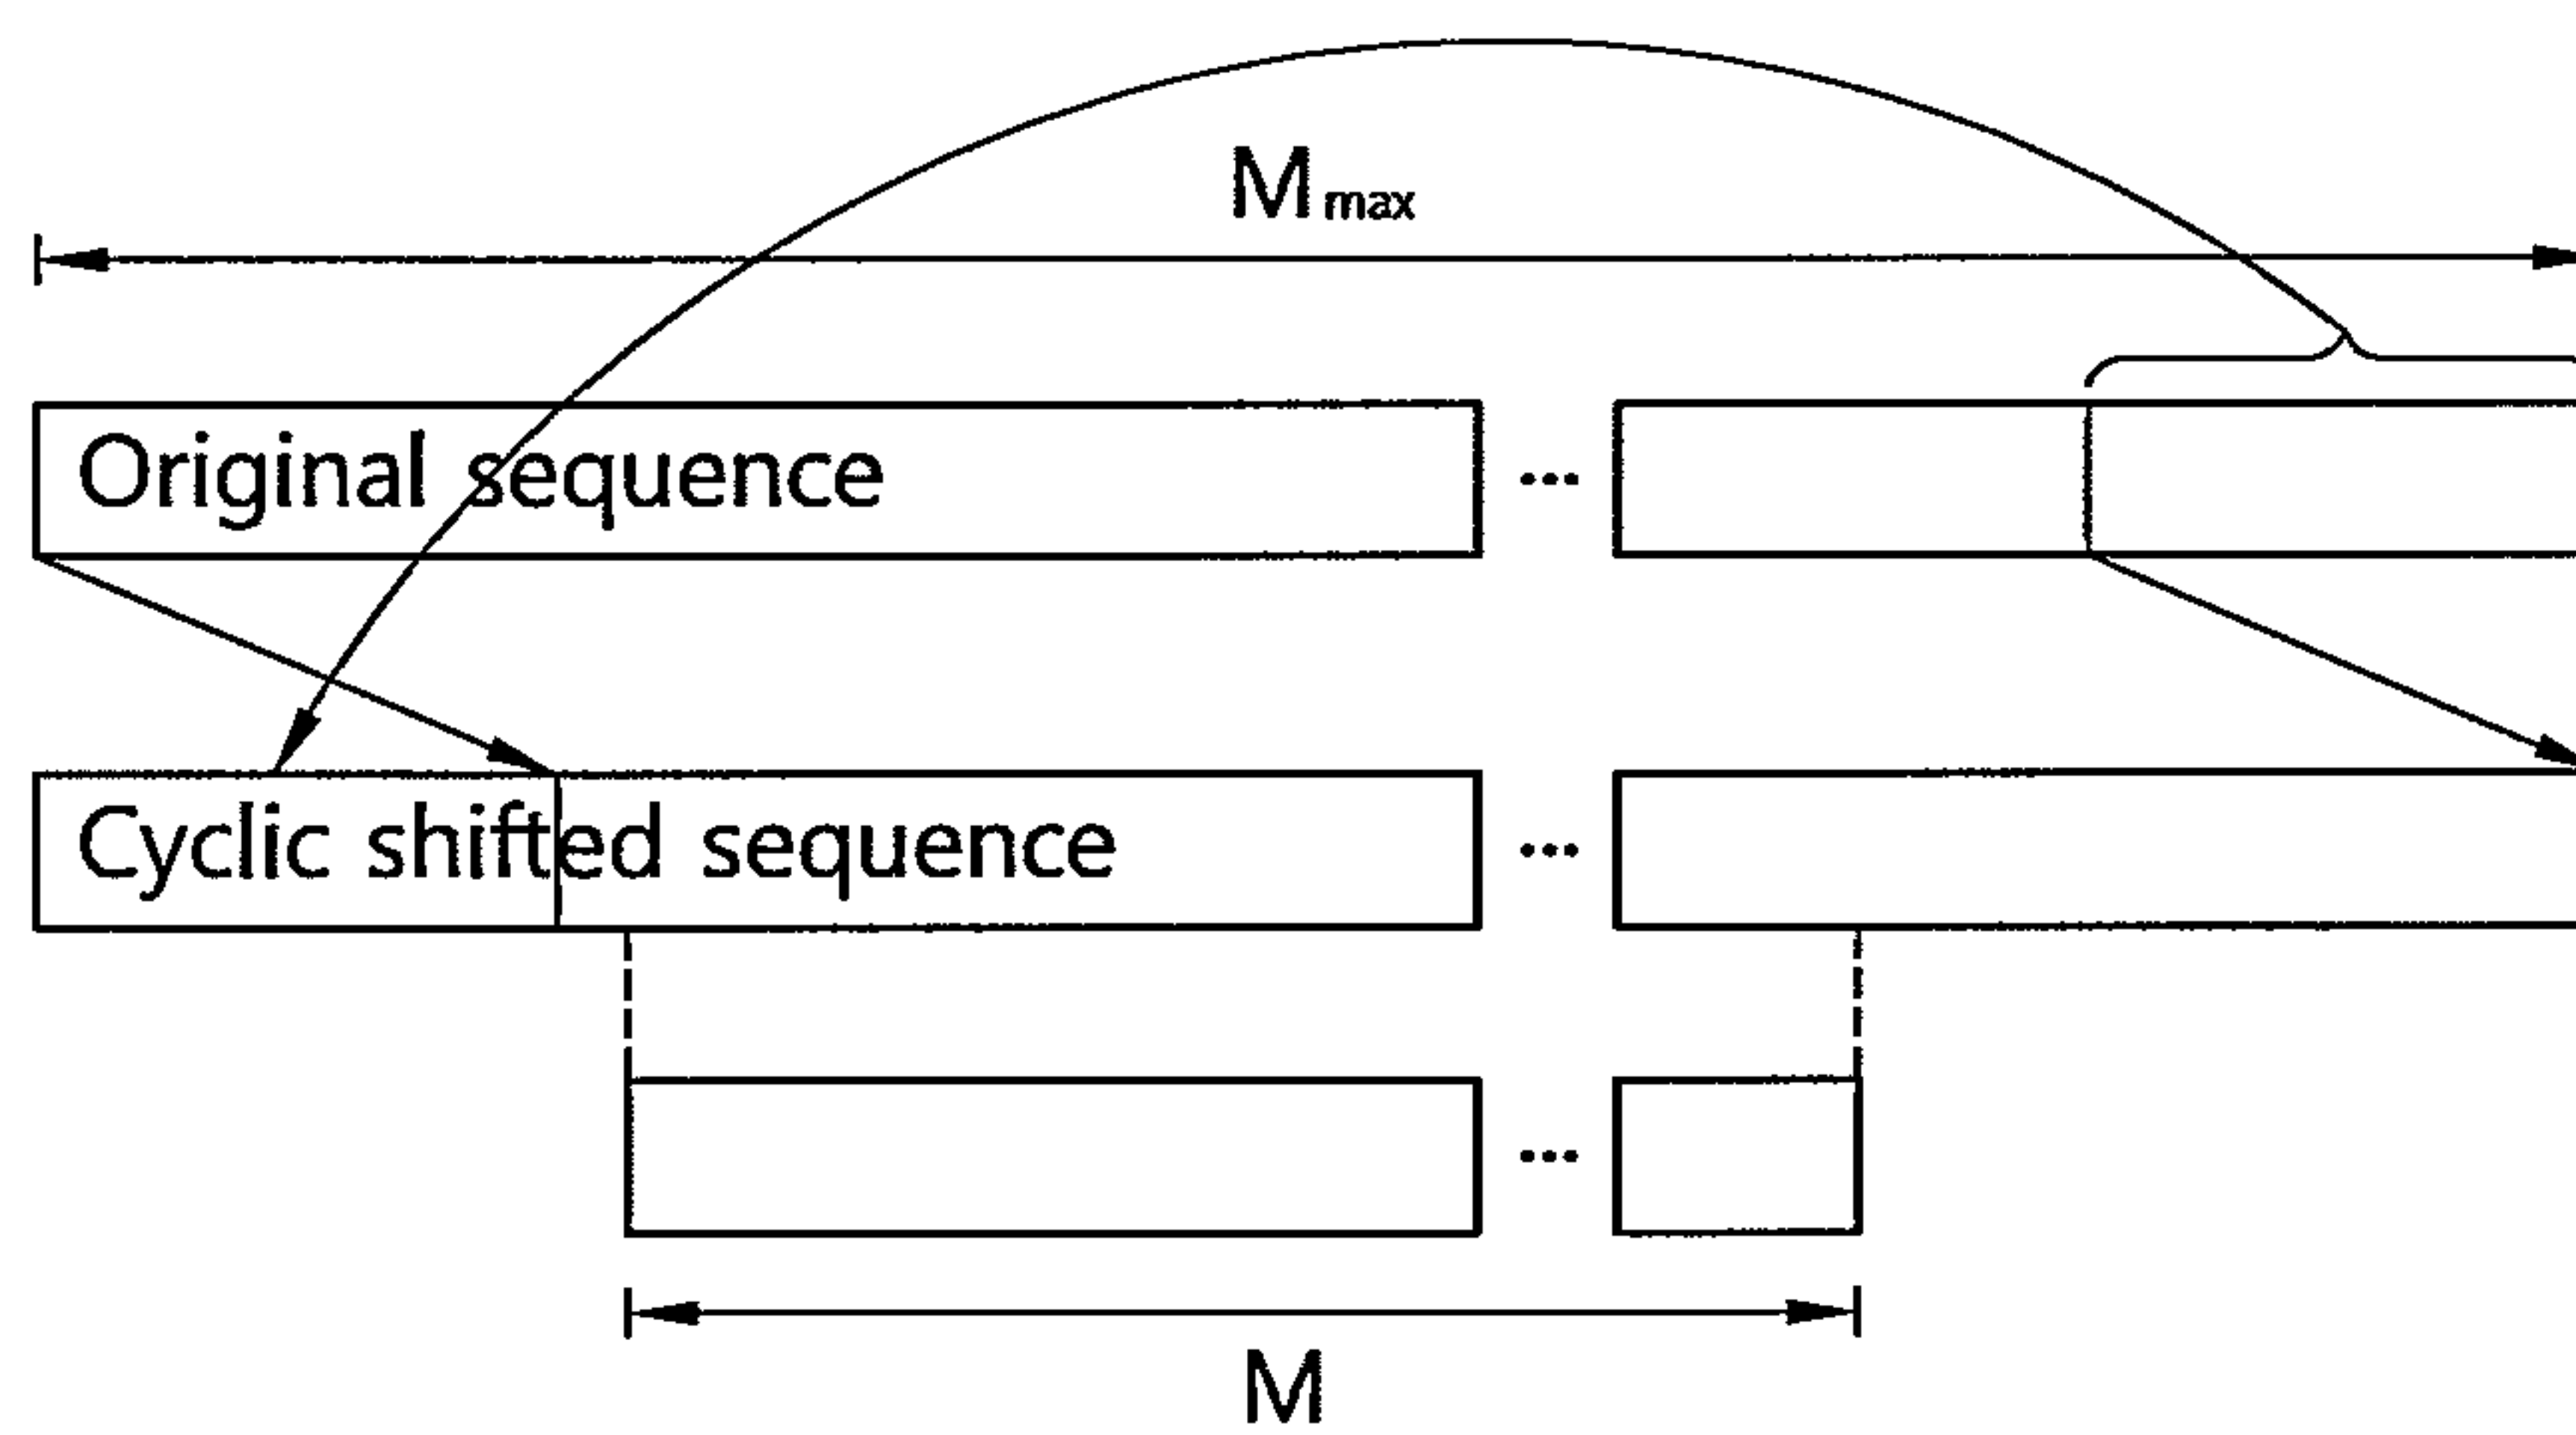 Mmax
Original sequence ...
Cyclic shifted sequence ...
...
M